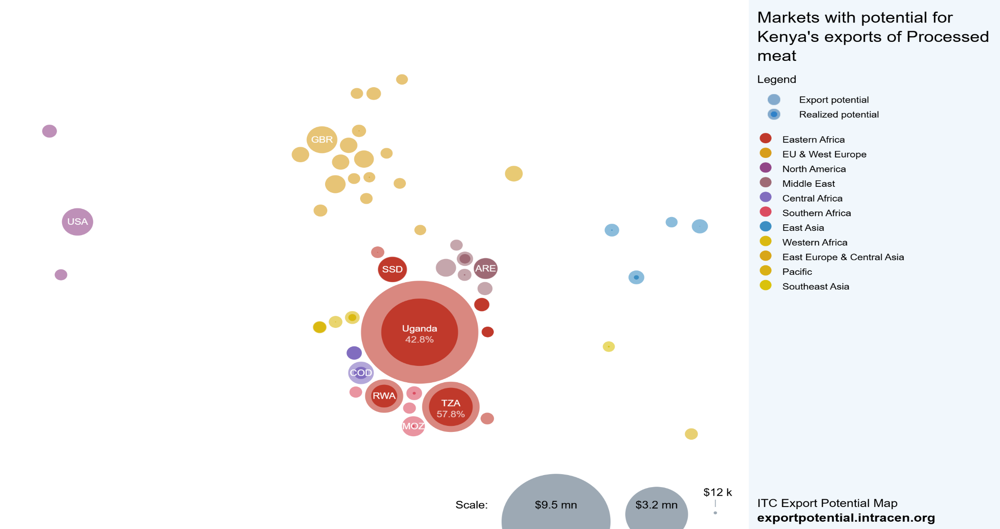 Markets with potential for
Kenya's exports of Processed
meat
Legend
Export potential
Realized potential
Eastern Africa
EU & West Europe
North America
Middle East
Central Africa
Southern Africa
East Asia
Western Africa
East Europe & Central Asia
Pacific
Southeast Asia
GBR
USA
SSD
ARE
Uganda
42.8%
COD
RWA
TZA
57.8%
MOZ
Scale:
$9.5 mn
$3.2 mn
$12 k
ITC Export Potential Map
exportpotential.intracen.org